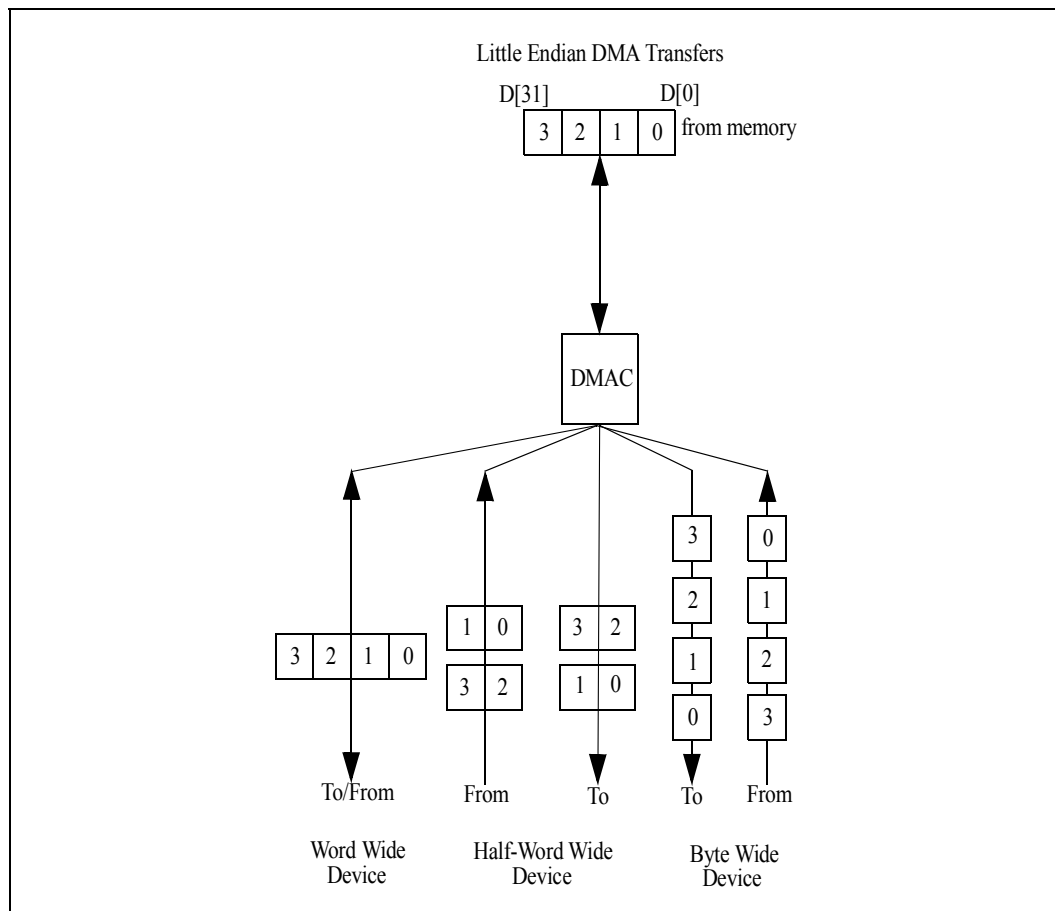 Little Endian DMA Transfers
D[31] D[0]
3 2 1 0 from memory
DMAC
3 0
1 0 3 2 2 1
3 2 1 0
3 2 1 0 1 2
0 3
To/From From To To From
Word Wide Half-Word Wide Byte Wide
Device Device Device